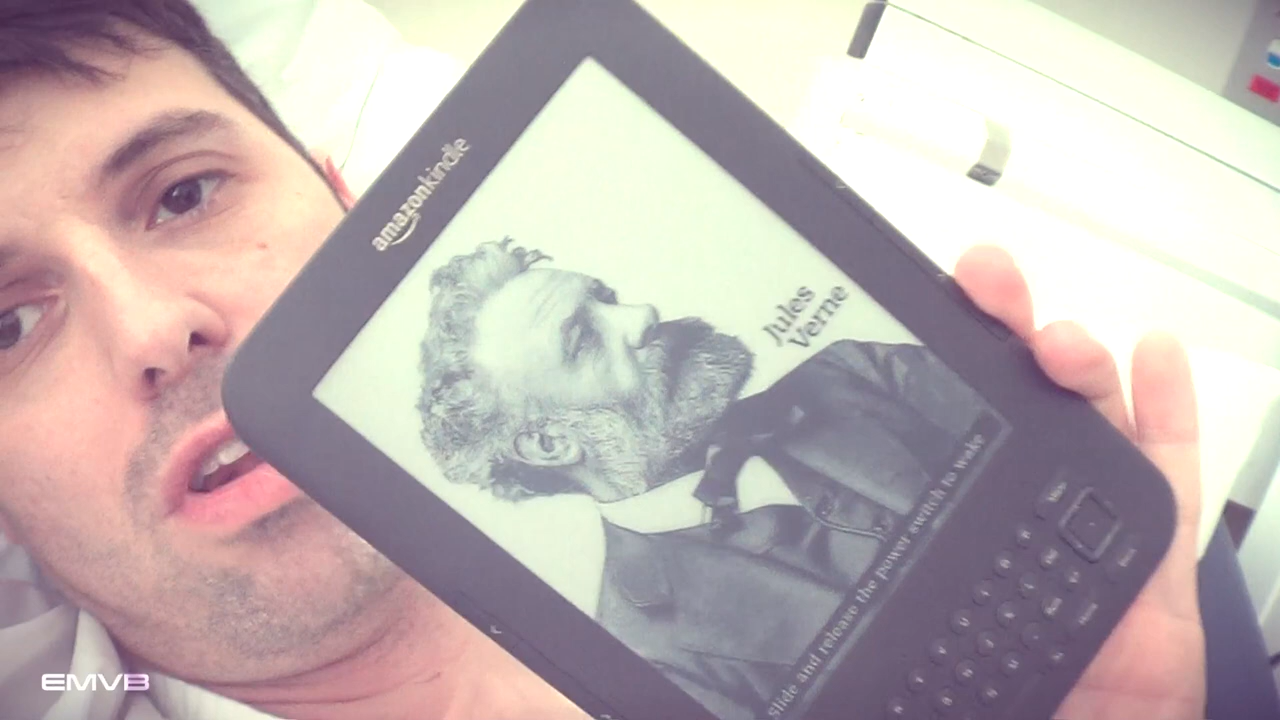 amazonkindle
Jules
Verne
Slide and release the power switch to wake
EMVB